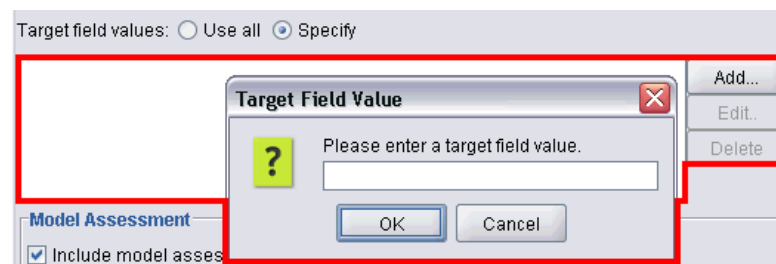 Target field values: Use all Specify
Add...
Target Field Value
Edit..
Please enter a target field value.
Delete
?
OK Cancel
Model Assessment
Include model asses